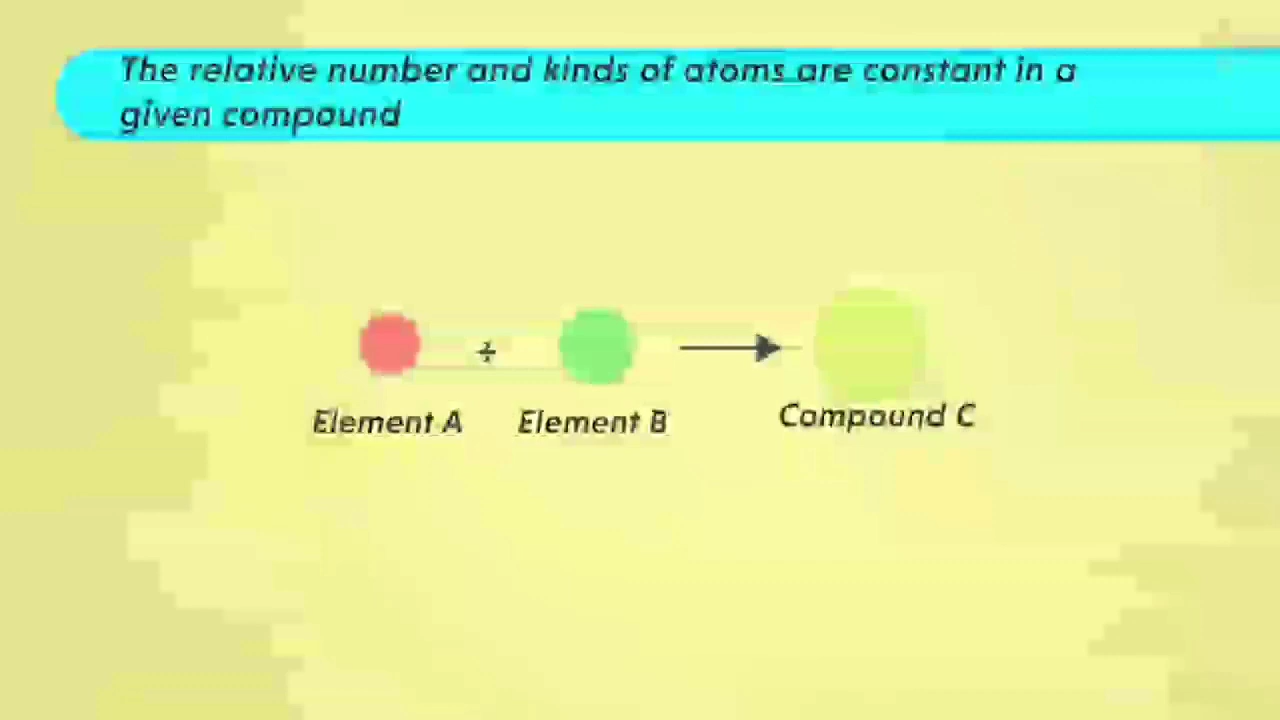 The relative number and kinds of atoms are constant in a
given compound
+
Element A
Element B
Compound C